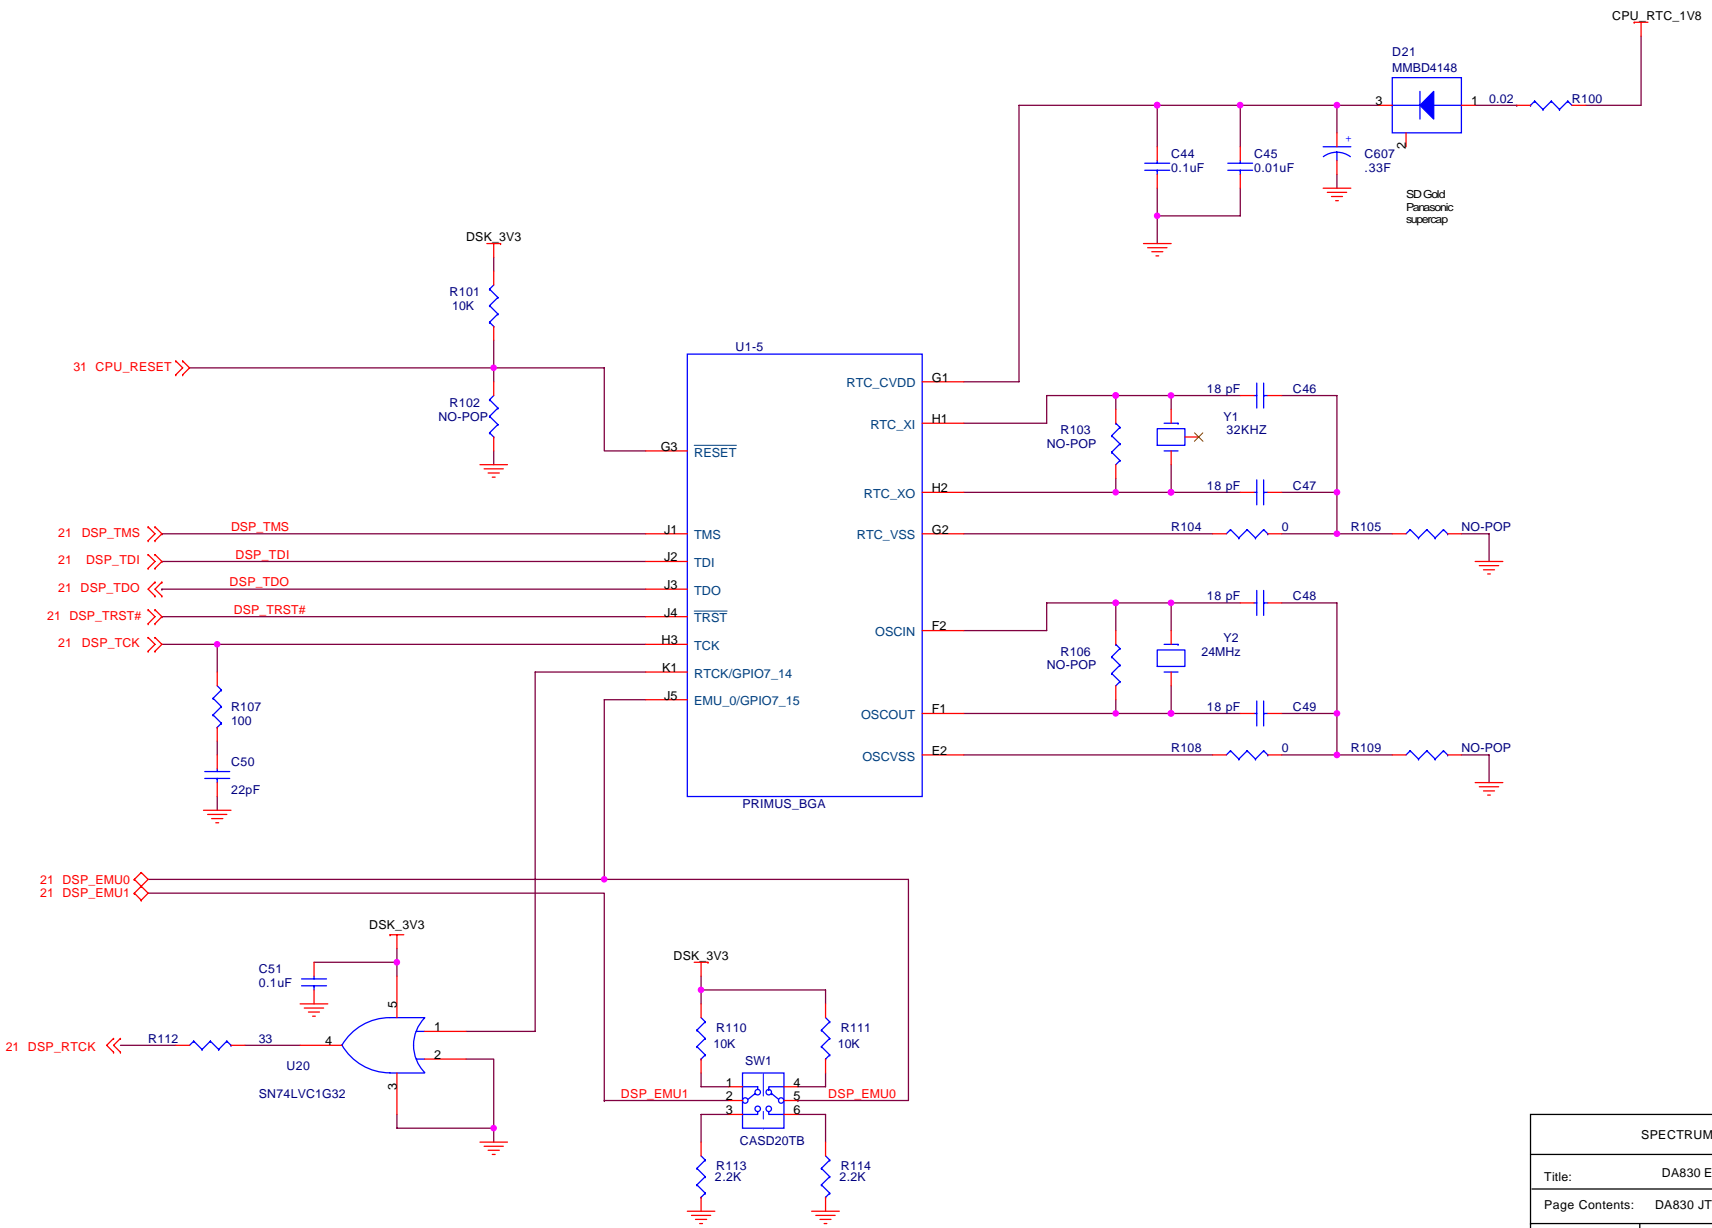 CPU_RTC_1V8
D21
MMBD4148
3
1
0.02
R100
2
C44
0.1uF
C45
0.01uF
+
C607
.33F
SD Gold
Panasonic
supercap
DSK_3V3
R101
10K
31 CPU_RESET
R102
NO-POP
U1-5
RTC_CVDD
G1
RTC_XI
H1
R103
NO-POP
18 pF
C46
Y1
32KHZ
G3
RESET
RTC_XO
H2
18 pF
C47
21 DSP_TMS
DSP_TMS
J1
TMS
RTC_VSS
G2
R104
0
R105
NO-POP
21 DSP_TDI
DSP_TDI
J2
TDI
21 DSP_TDO
DSP_TDO
J3
TDO
21 DSP_TRST#
DSP_TRST#
J4
TRST
OSCIN
F2
18 pF
C48
21 DSP_TCK
H3
TCK
R106
NO-POP
Y2
24MHz
K1
RTCK/GPIO7_14
J5
EMU_0/GPIO7_15
R107
100
OSCOUT
F1
18 pF
C49
C50
22pF
OSCVSS
E2
R108
0
R109
NO-POP
PRIMUS_BGA
21 DSP_EMU0
21 DSP_EMU1
DSK_3V3
C51
0.1uF
5
DSK_3V3
21 DSP_RTCK
R112
33
4
1
2
3
U20
SN74LVC1G32
R110
10K
R111
10K
SW1
1
4
DSP_EMU1
2
5
DSP_EMU0
3
6
CASD20TB
R113
2.2K
R114
2.2K
SPECTRUM
Title:
DA830 E
Page Contents:
DA830 JT